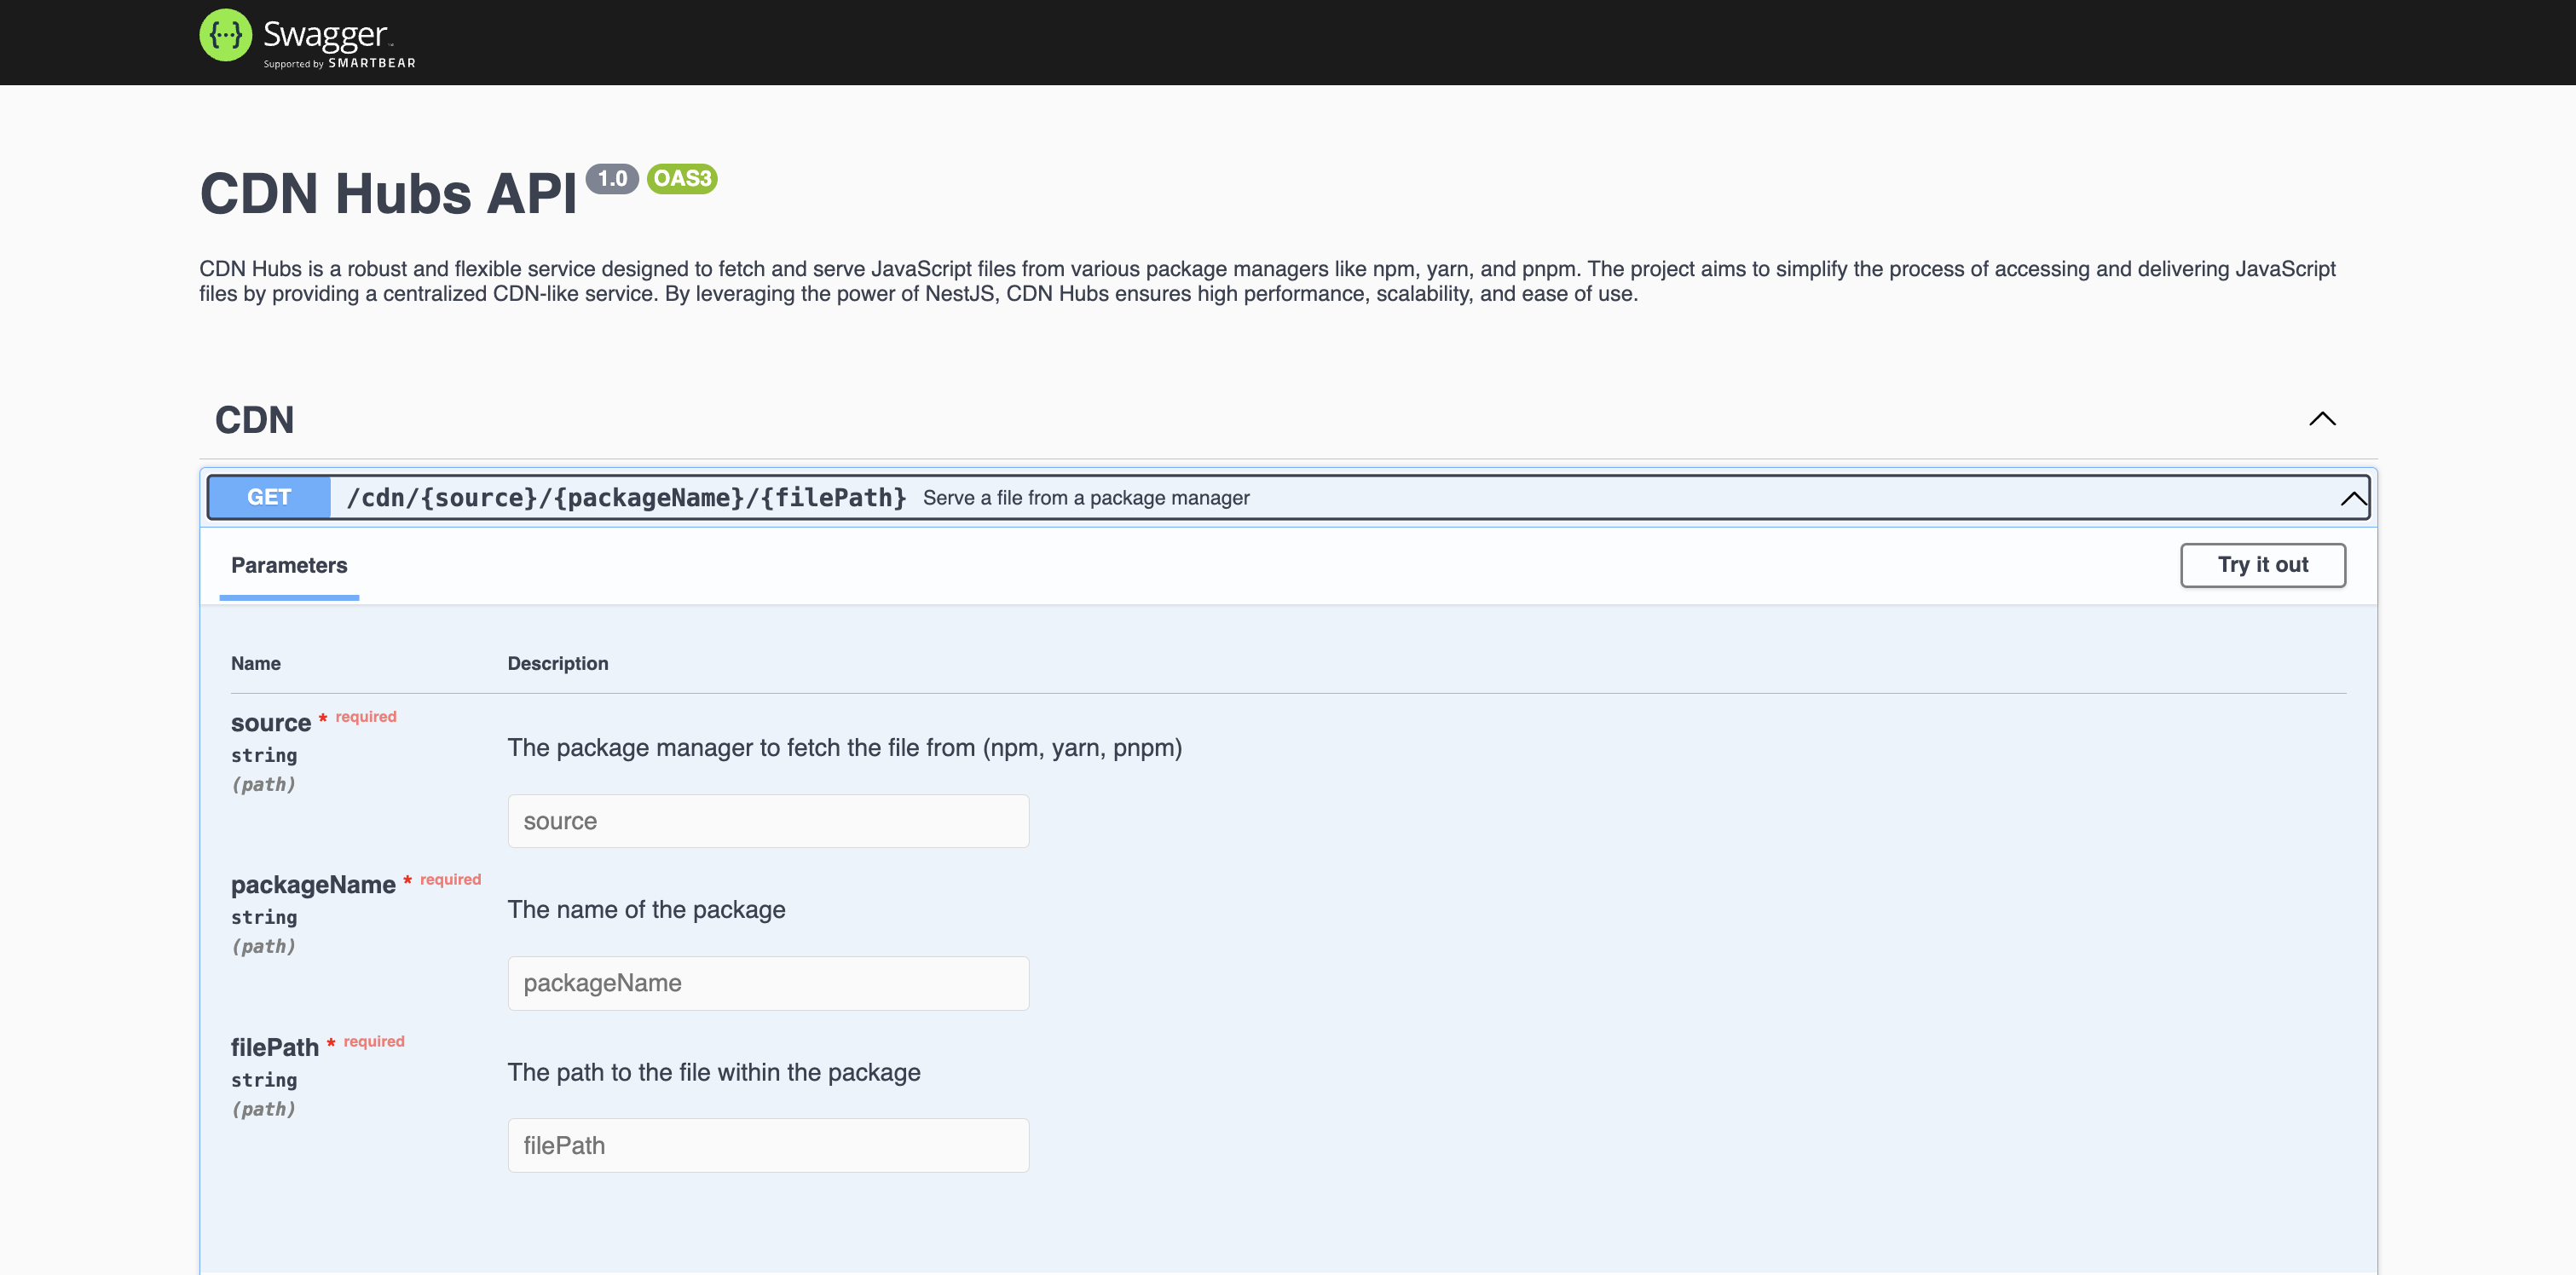 Swagger
Supported by SMARTBEAR
CDN Hubs API 1.0 OAS3
CDN Hubs is a robust and flexible service designed to fetch and serve JavaScript files from various package managers like npm, yarn, and pnpm. The project aims to simplify the process of accessing and delivering JavaScript
files by providing a centralized CDN-like service. By leveraging the power of NestJS, CDN Hubs ensures high performance, scalability, and ease of use.
CDN
GET /cdn/{source}/{packageName}/{filePath} Serve a file from a package manager
Parameters Try it out
Name Description
source * required
string
(path)
The package manager to fetch the file from (npm, yarn, pnpm)
source
packageName * required
string
(path)
The name of the package
packageName
filePath * required
string
(path)
The path to the file within the package
filePath